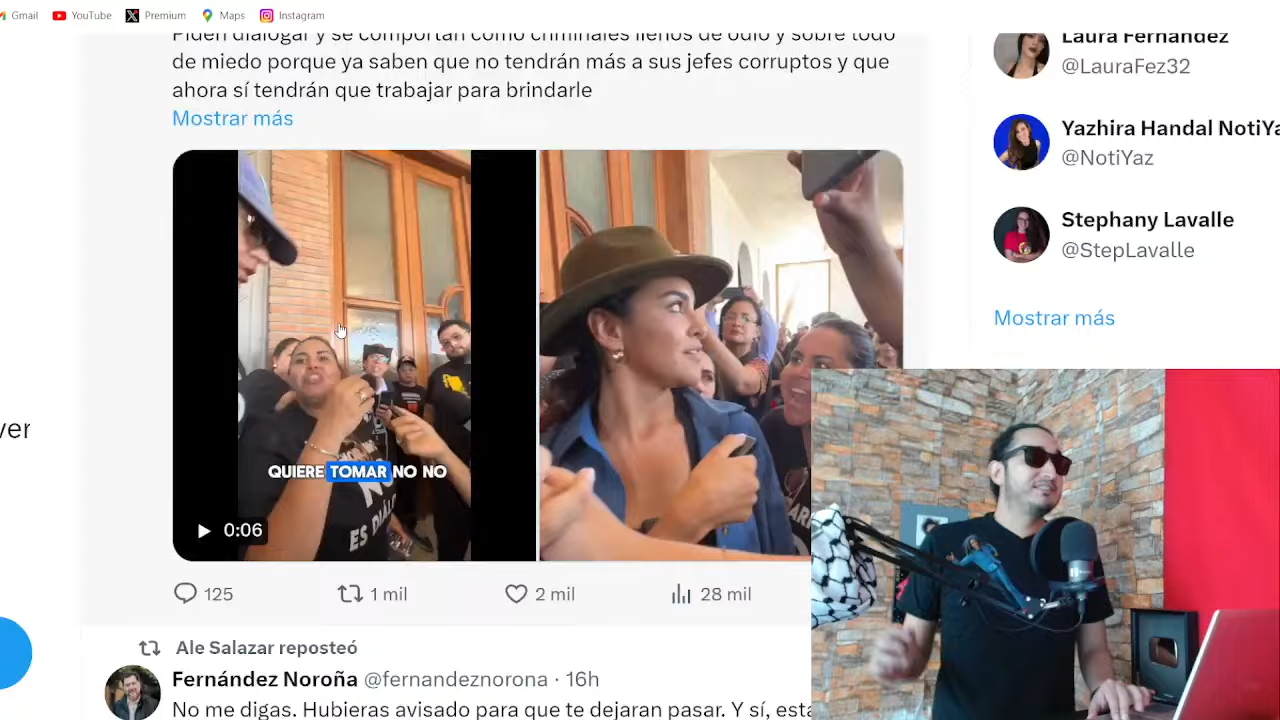 Gmail
YouTube
Premium
Maps
Instagram
Piden dialogar y se comportan como criminales llenos de odio y sobre todo
de miedo porque ya saben que no tendrán más a sus jefes corruptos y que
ahora sí tendrán que trabajar para brindarle
Mostrar más
QUIERE TOMAR NO NO
NO
ES DIÁL
0:06
125
1 mil
2 mil
28 mil
Ale Salazar reposteó
Fernández Noroña @fernandeznorona · 16h
No me digas. Hubieras avisado para que te dejaran pasar. Y sí, esta
Laura Fernandez
@LauraFez32
Yazhira Handal NotiYa
@NotiYaz
Stephany Lavalle
@StepLavalle
Mostrar más
ver